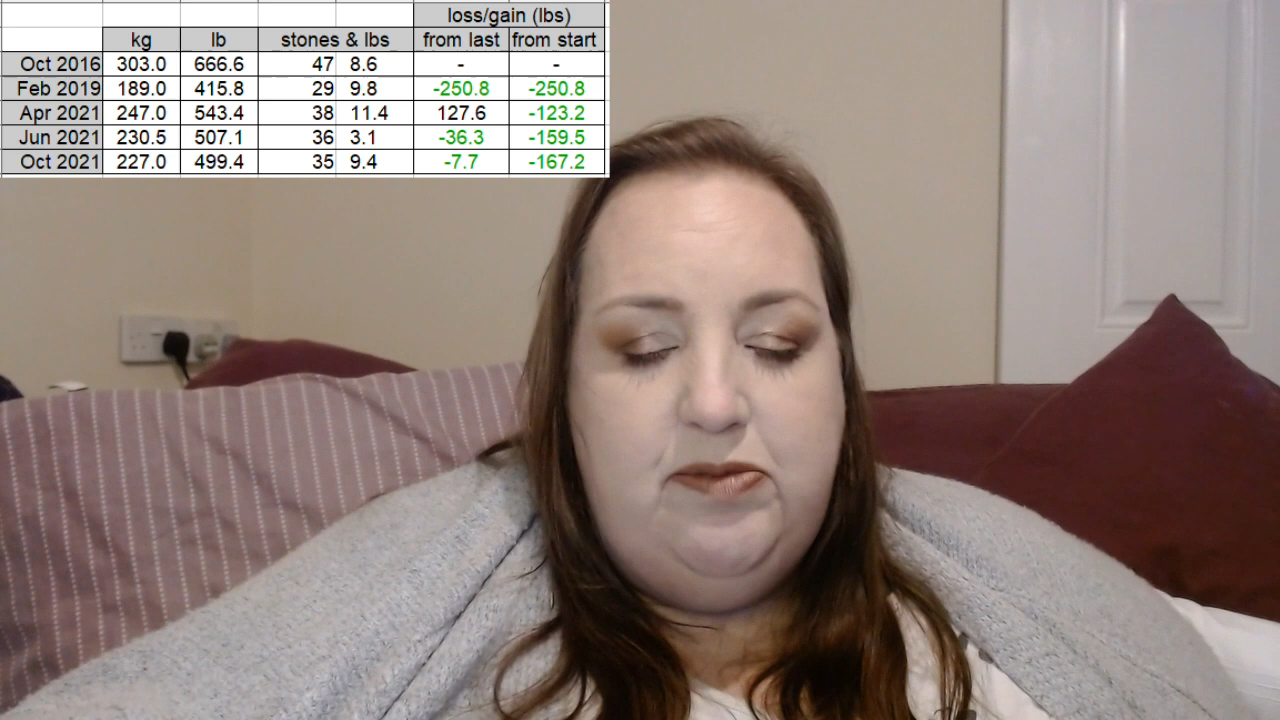 loss/gain (lbs)
kg lb stones & lbs from last from start
Oct 2016 303.0 666.6 47 8.6 - -
Feb 2019 189.0 415.8 29 9.8 -250.8 -250.8
Apr 2021 247.0 543.4 38 11.4 127.6 -123.2
Jun 2021 230.5 507.1 36 3.1 -36.3 -159.5
Oct 2021 227.0 499.4 35 9.4 -7.7 -167.2